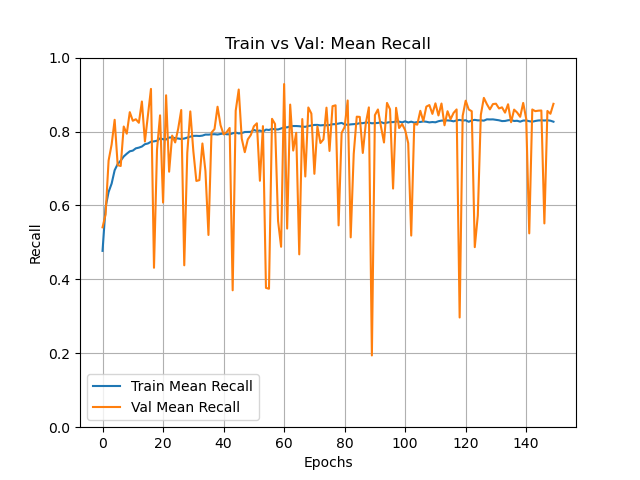 Train vs Val: Mean Recall
1.0
0.8
0.6
0.4
0.2
0.0
Recall
Train Mean Recall
Val Mean Recall
0 20 40 60 80 100 120 140
Epochs